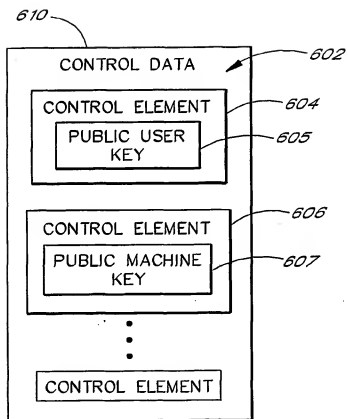 610
CONTROL DATA
602
CONTROL ELEMENT
604
PUBLIC USER
KEY
605
CONTROL ELEMENT
606
PUBLIC MACHINE
KEY
607
CONTROL ELEMENT